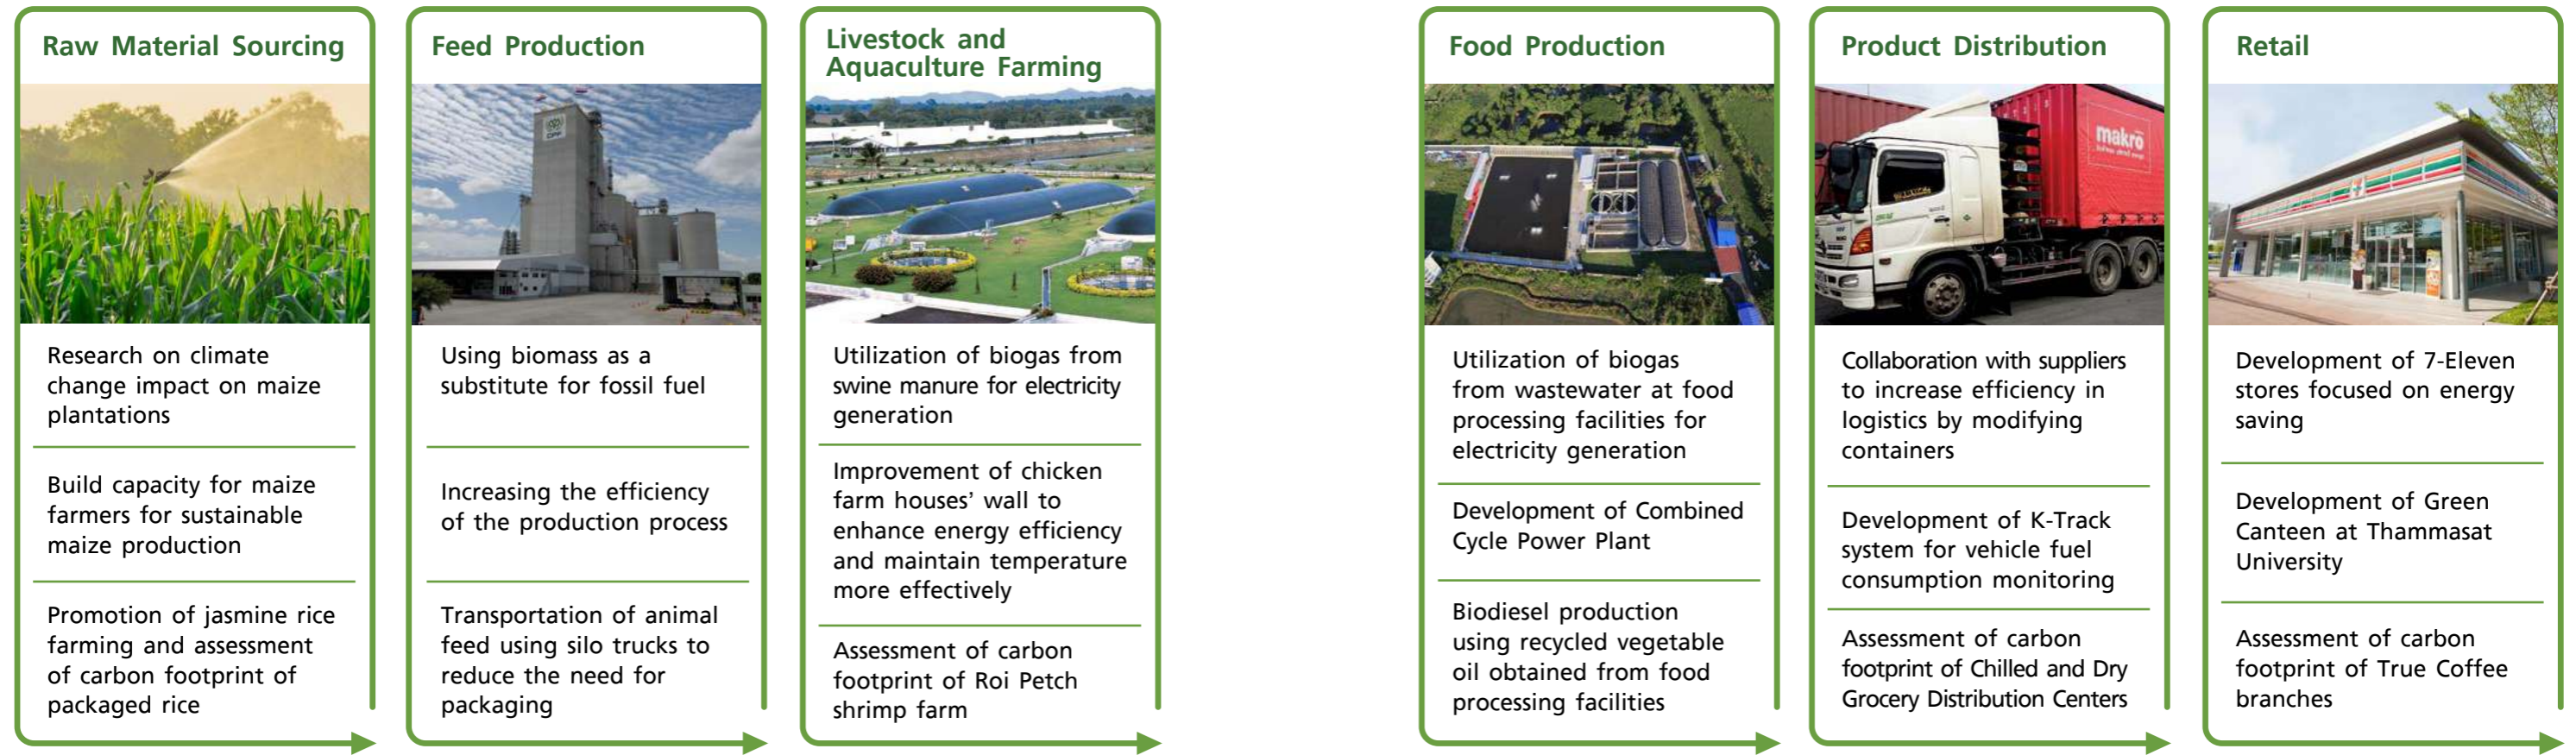 Raw Material Sourcing
Research on climate
change impact on maize
plantations
Build capacity for maize
farmers for sustainable
maize production
Promotion of jasmine rice
farming and assessment
of carbon footprint of
packaged rice
Feed Production
CPF
Using biomass as a
substitute for fossil fuel
Increasing the efficiency
of the production process
Transportation of animal
feed using silo trucks to
reduce the need for
packaging
Livestock and
Aquaculture Farming
Utilization of biogas from
swine manure for electricity
generation
Improvement of chicken
farm houses’ wall to
enhance energy efficiency
and maintain temperature
more effectively
Assessment of carbon
footprint of Roi Petch
shrimp farm
Food Production
Utilization of biogas
from wastewater at food
processing facilities for
electricity generation
Development of Combined
Cycle Power Plant
Biodiesel production
using recycled vegetable
oil obtained from food
processing facilities
Product Distribution
makro
Collaboration with suppliers
to increase efficiency in
logistics by modifying
containers
Development of K-Track
system for vehicle fuel
consumption monitoring
Assessment of carbon
footprint of Chilled and Dry
Grocery Distribution Centers
Retail
Development of 7-Eleven
stores focused on energy
saving
Development of Green
Canteen at Thammasat
University
Assessment of carbon
footprint of True Coffee
branches